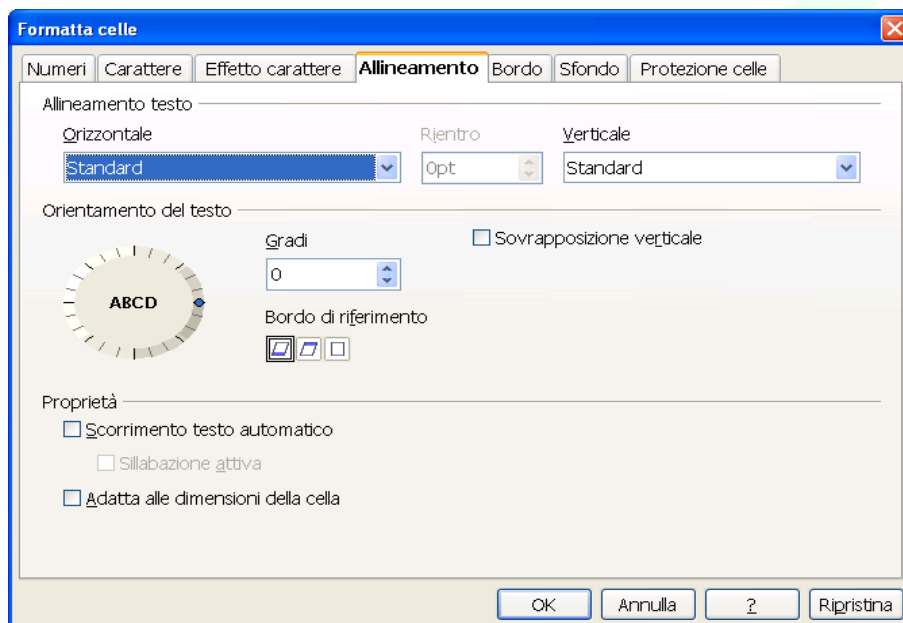 Formatta celle
Numeri Carattere Effetto carattere Allineamento Bordo Sfondo Protezione celle
Allineamento testo
Orizzontale Rientro Verticale
Standard 0pt Standard
Orientamento del testo
Gradi Sovrapposizione verticale
0
ABCD
Bordo di riferimento
Proprietà
Scorrimento testo automatico
Sillabazione attiva
Adatta alle dimensioni della cella
OK Annulla ? Ripristina